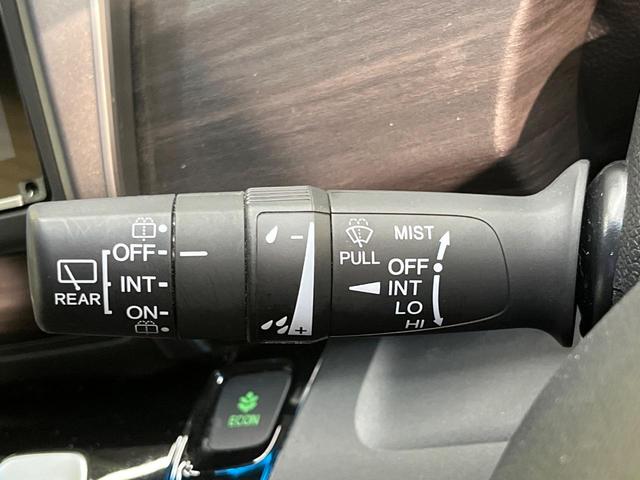 OFF
INT
ON
REAR
−
+
PULL
MIST
OFF
INT
LO
HI
ECON